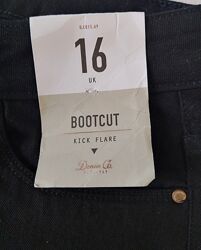 16
UK
BOOTCUT
KICK FLARE
Denim Co.